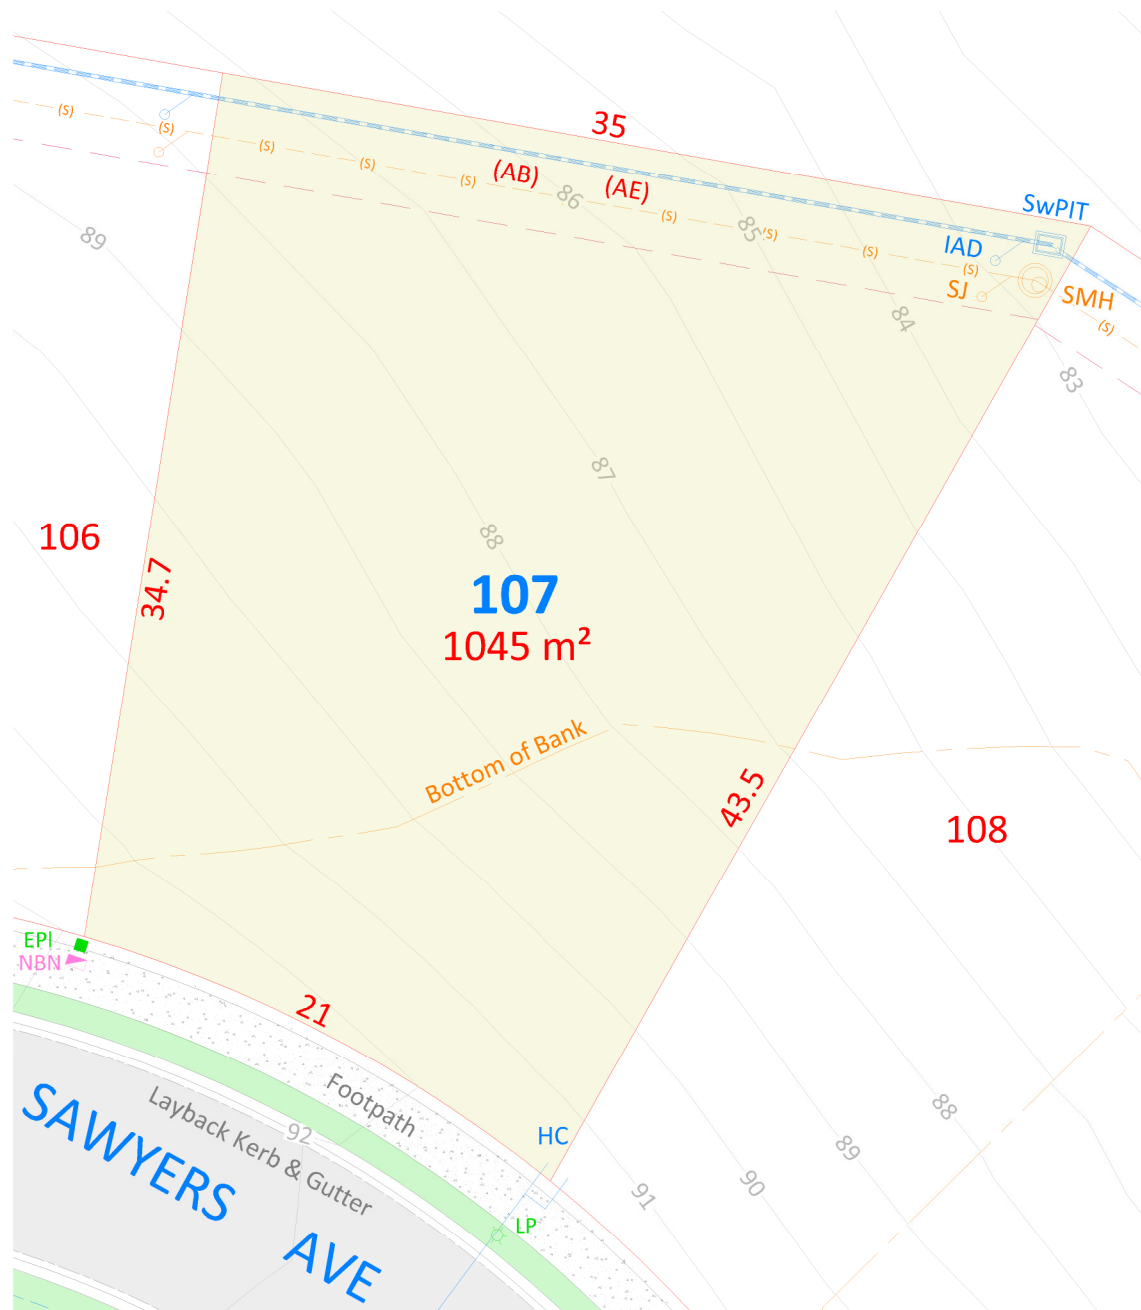 35
(S)
(S)
(S)
(S)
(S)
(AB)
(AE)
86
(S)
85
(S)
(S)
(S)
SwPIT
IAD
SJ
SMH
(S)
89
84
83
87
88
106
34.7
107
1045 m²
Bottom of Bank
43.5
108
EPI
NBN
21
Footpath
Layback Kerb & Gutter
92
SAWYERS AVE
HC
LP
91
90
89
88